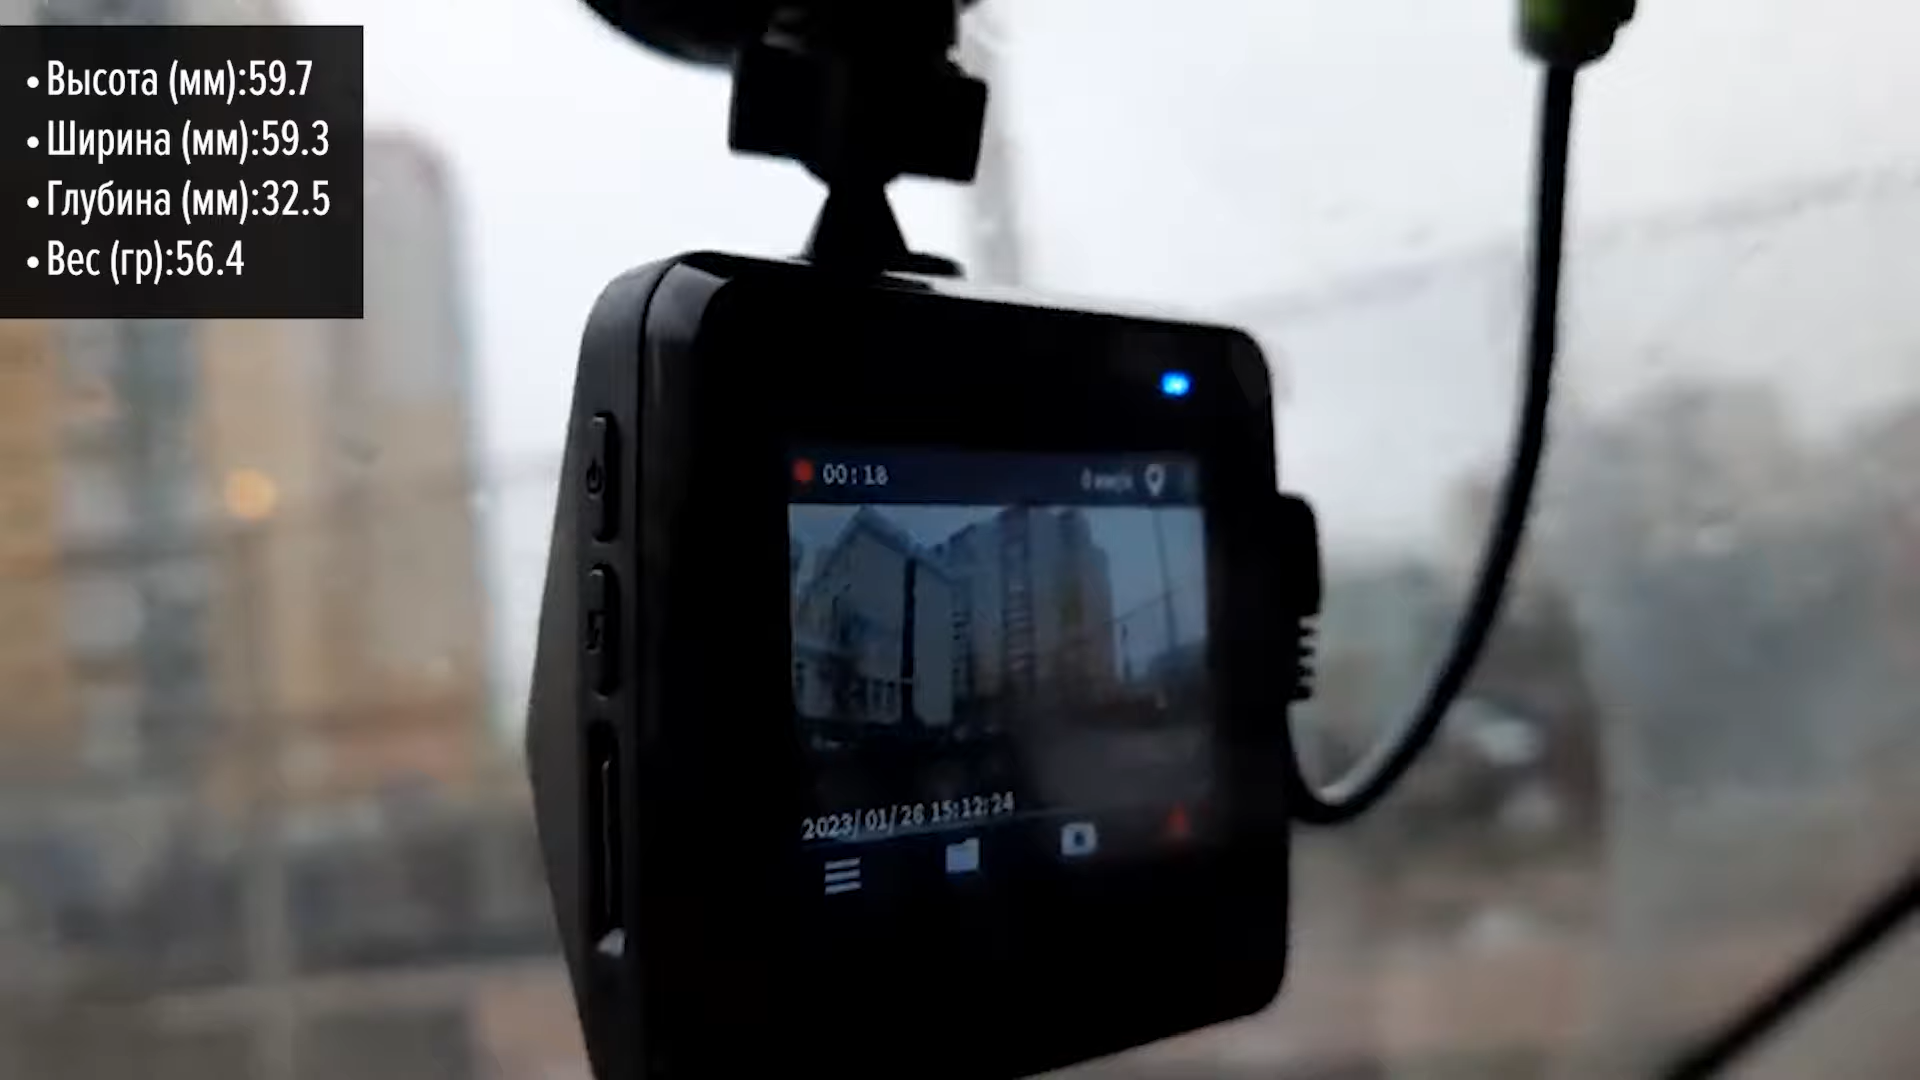 • Высота (мм):59.7
• Ширина (мм):59.3
• Глубина (мм):32.5
• Вес (гр):56.4
00:18
2023/01/26 15:12:24